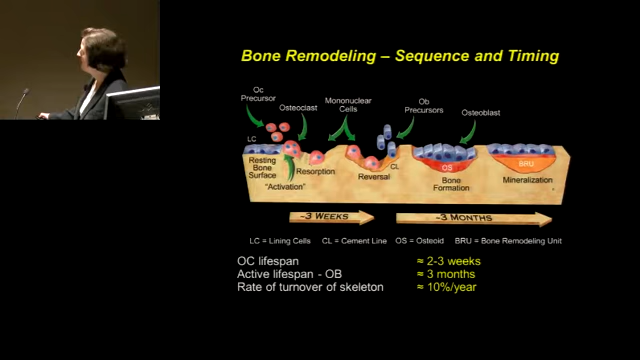 Bone Remodeling – Sequence and Timing
Oc
Precursor
Osteoclast
Mononuclear
Cells
Ob
Precursors
Osteoblast
LC
Resting
Bone
Surface
"Activation"
Resorption
Reversal
CL
OS
Bone
Formation
BRU
Mineralization
~3 WEEKS
~3 MONTHS
LC = Lining Cells CL = Cement Line OS = Osteoid BRU = Bone Remodeling Unit
OC lifespan ≈ 2-3 weeks
Active lifespan - OB ≈ 3 months
Rate of turnover of skeleton ≈ 10%/year